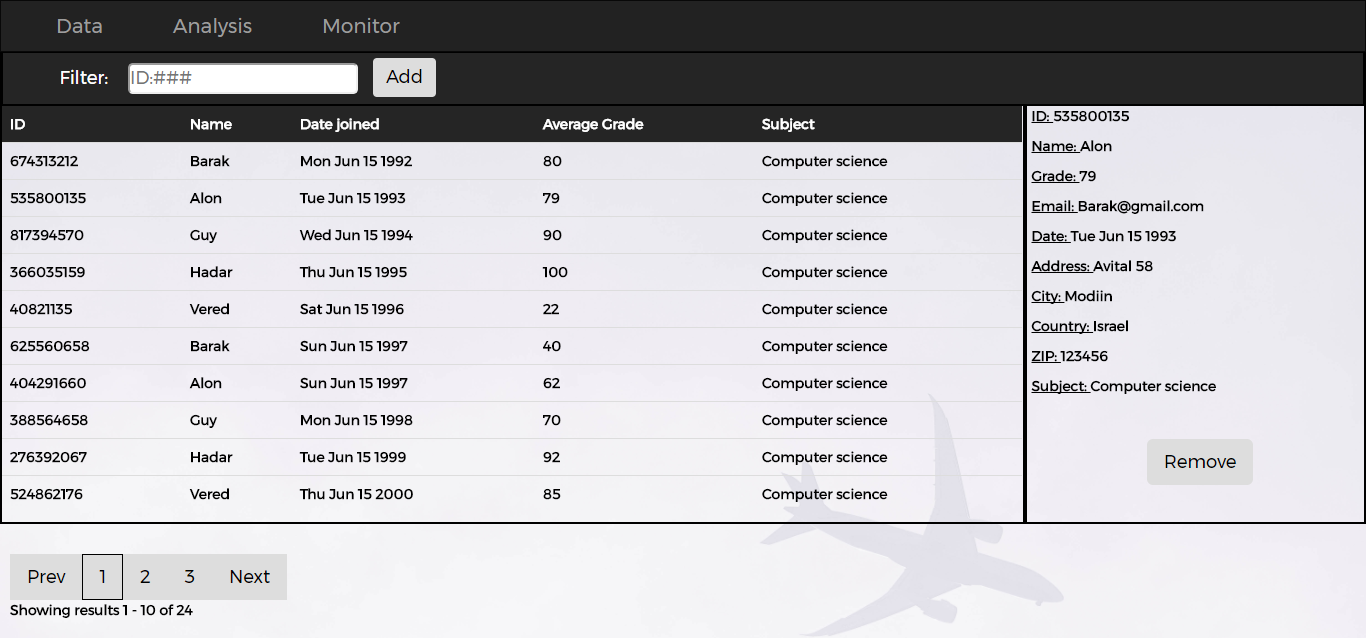 Data Analysis Monitor
Filter: ID:### Add
ID Name Date joined Average Grade Subject
674313212 Barak Mon Jun 15 1992 80 Computer science
535800135 Alon Tue Jun 15 1993 79 Computer science
817394570 Guy Wed Jun 15 1994 90 Computer science
366035159 Hadar Thu Jun 15 1995 100 Computer science
40821135 Vered Sat Jun 15 1996 22 Computer science
625560658 Barak Sun Jun 15 1997 40 Computer science
404291660 Alon Sun Jun 15 1997 62 Computer science
388564658 Guy Mon Jun 15 1998 70 Computer science
276392067 Hadar Tue Jun 15 1999 92 Computer science
524862176 Vered Thu Jun 15 2000 85 Computer science
ID: 535800135
Name: Alon
Grade: 79
Email: Barak@gmail.com
Date: Tue Jun 15 1993
Address: Avital 58
City: Modiin
Country: Israel
ZIP: 123456
Subject: Computer science
Remove
Prev 1 2 3 Next
Showing results 1 - 10 of 24